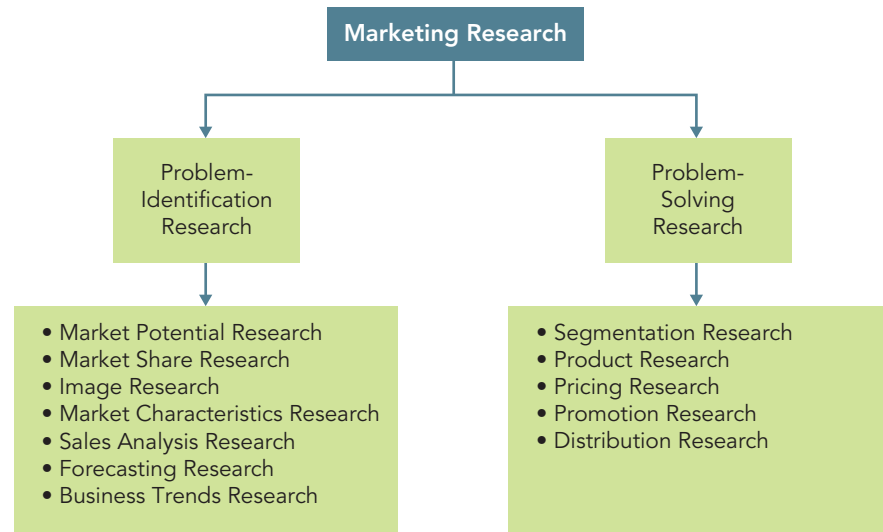 Marketing Research
Problem-
Identification
Research
Problem-
Solving
Research
• Market Potential Research
• Market Share Research
• Image Research
• Market Characteristics Research
• Sales Analysis Research
• Forecasting Research
• Business Trends Research
• Segmentation Research
• Product Research
• Pricing Research
• Promotion Research
• Distribution Research